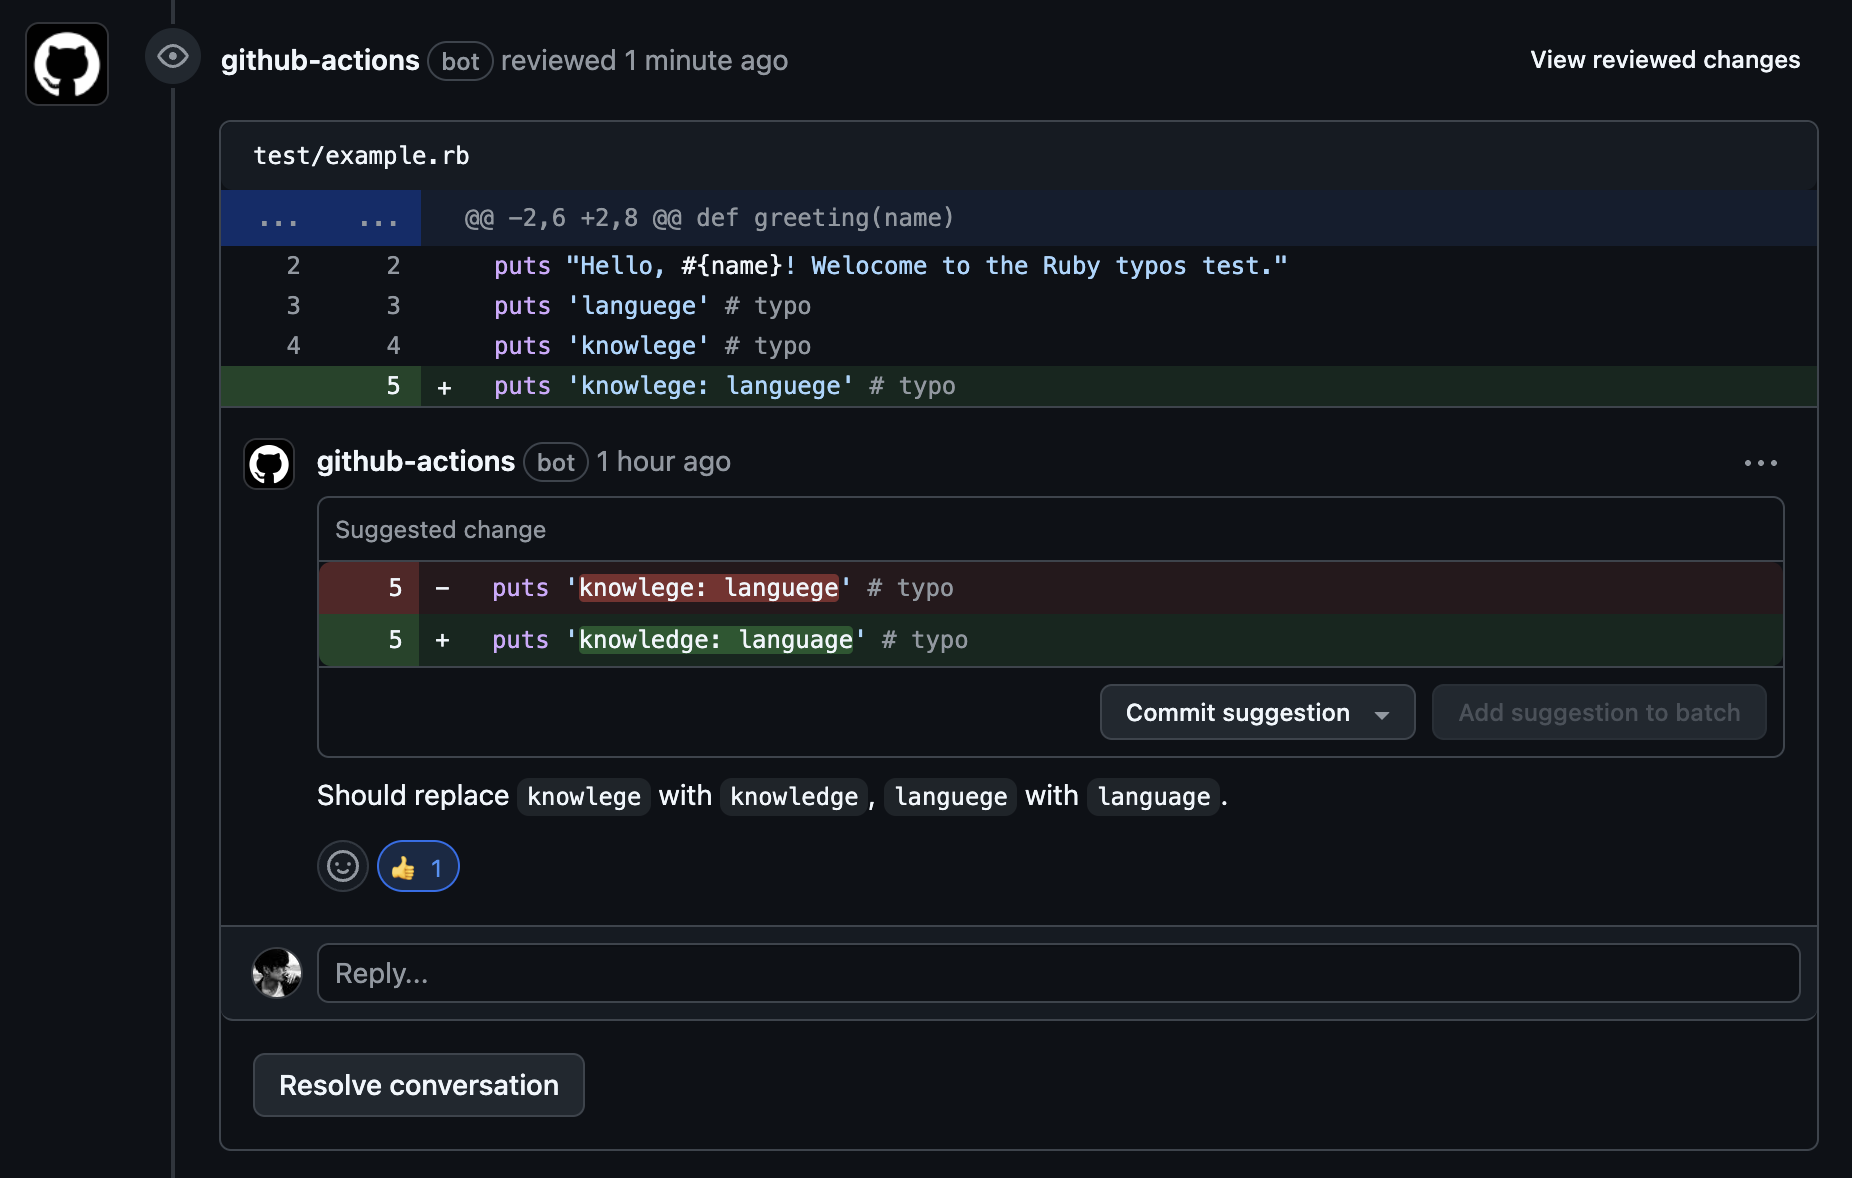 github-actions bot reviewed 1 minute ago
View reviewed changes
test/example.rb
... ... @@ -2,6 +2,8 @@ def greeting(name)
2 2 puts "Hello, #{name}! Welocome to the Ruby typos test."
3 3 puts 'languege' # typo
4 4 puts 'knowlege' # typo
5 + puts 'knowlege: languege' # typo
github-actions bot 1 hour ago
Suggested change
5 - puts 'knowlege: languege' # typo
5 + puts 'knowledge: language' # typo
Commit suggestion
Add suggestion to batch
Should replace knowlege with knowledge, languege with language.
👍 1
Reply...
Resolve conversation